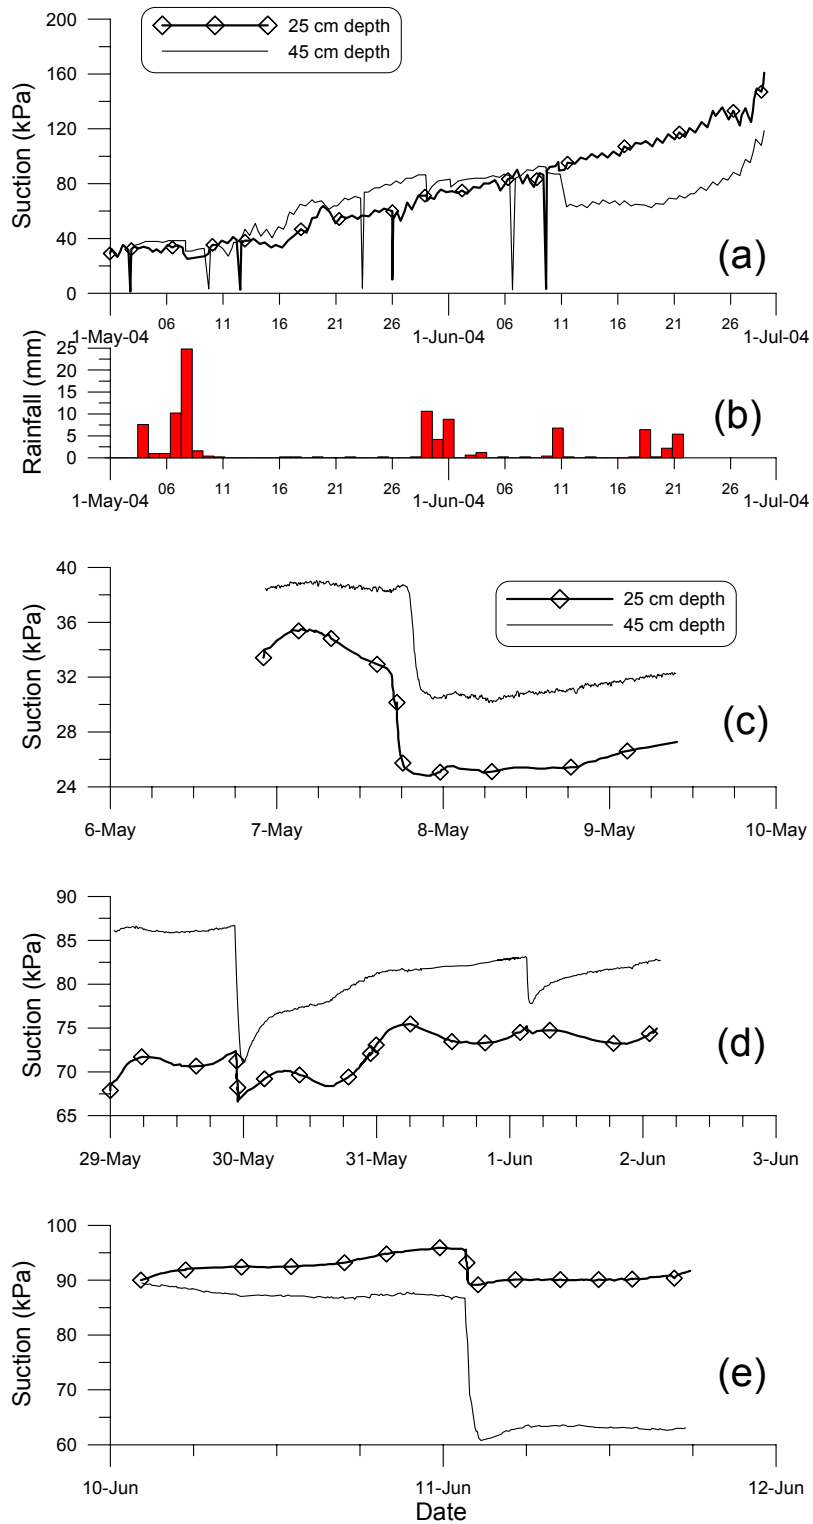 25 cm depth
45 cm depth
Suction (kPa)
200
160
120
80
40
0
(a)
1-May-04 06 11 16 21 26 1-Jun-04 06 11 16 21 26 1-Jul-04
Rainfall (mm)
25
20
15
10
5
0
(b)
1-May-04 06 11 16 21 26 1-Jun-04 06 11 16 21 26 1-Jul-04
Suction (kPa)
40
36
32
28
24
25 cm depth
45 cm depth
(c)
6-May 7-May 8-May 9-May 10-May
Suction (kPa)
90
85
80
75
70
65
(d)
29-May 30-May 31-May 1-Jun 2-Jun 3-Jun
Suction (kPa)
100
90
80
70
60
(e)
10-Jun 11-Jun 12-Jun
Date